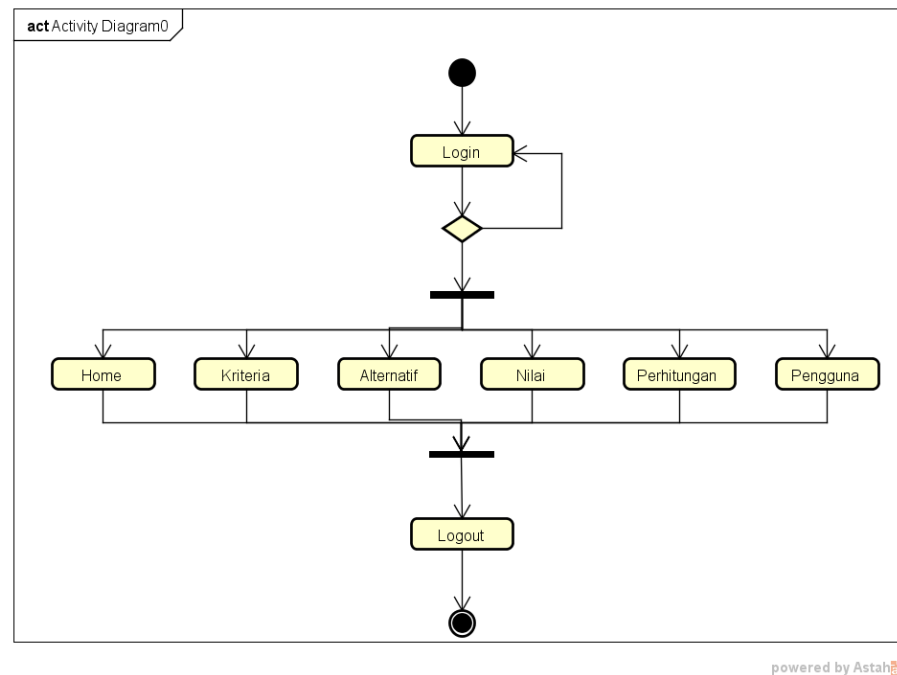 act Activity Diagram0
Login
Home
Kriteria
Alternatif
Nilai
Perhitungan
Pengguna
Logout
powered by Astah